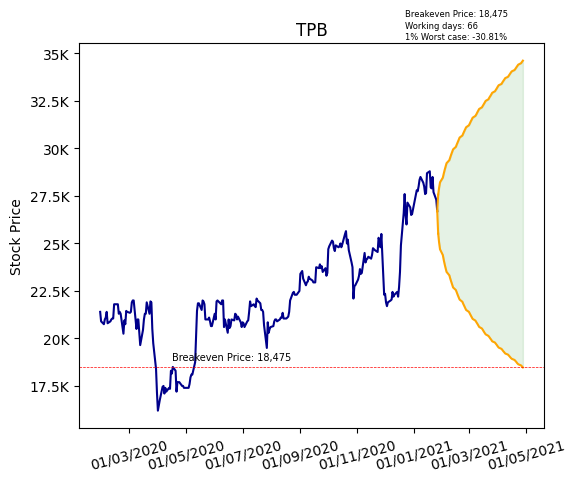 Breakeven Price: 18,475
Working days: 66
1% Worst case: -30.81%
TPB
35K
32.5K
30K
27.5K
25K
22.5K
20K
17.5K
Stock Price
Breakeven Price: 18,475
01/03/2020
01/05/2020
01/07/2020
01/09/2020
01/11/2020
01/01/2021
01/03/2021
01/05/2021